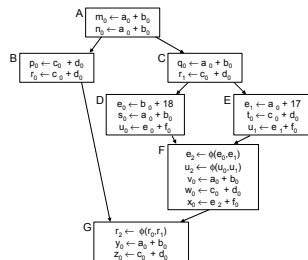 A
m₀ ← a₀ + b₀
n₀ ← a₀ + b₀
B
p₀ ← c₀ + d₀
r₀ ← c₀ + d₀
C
q₀ ← a₀ + b₀
r₁ ← c₀ + d₀
D
e₀ ← b₀ + 18
s₀ ← a₀ + b₀
u₀ ← e₀ + f₀
E
e₁ ← a₀ + 17
t₀ ← c₀ + d₀
u₁ ← e₁ + f₀
F
e₂ ← ϕ(e₀,e₁)
u₂ ← ϕ(u₀,u₁)
v₀ ← a₀ + b₀
w₀ ← c₀ + d₀
x₀ ← e₂ + f₀
G
r₂ ← ϕ(r₀,r₁)
y₀ ← a₀ + b₀
z₀ ← c₀ + d₀